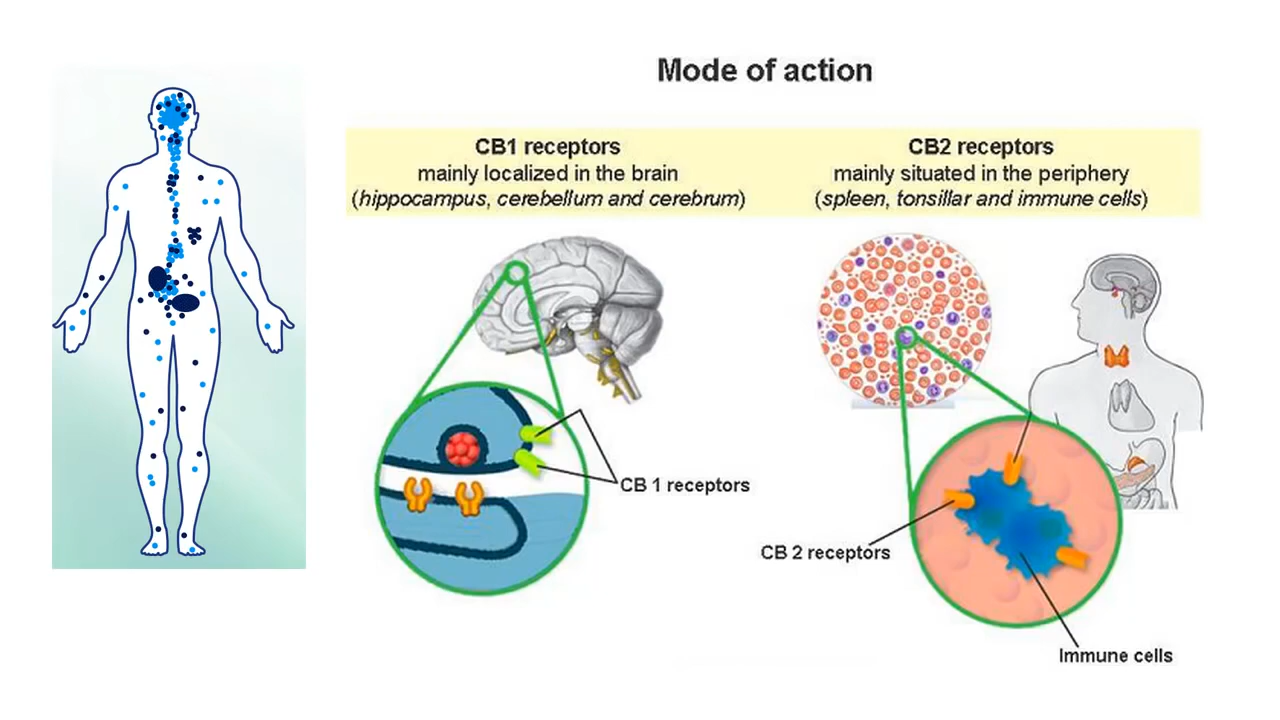 Mode of action
CB1 receptors
mainly localized in the brain
(hippocampus, cerebellum and cerebrum)
CB2 receptors
mainly situated in the periphery
(spleen, tonsillar and immune cells)
CB 1 receptors
CB 2 receptors
Immune cells